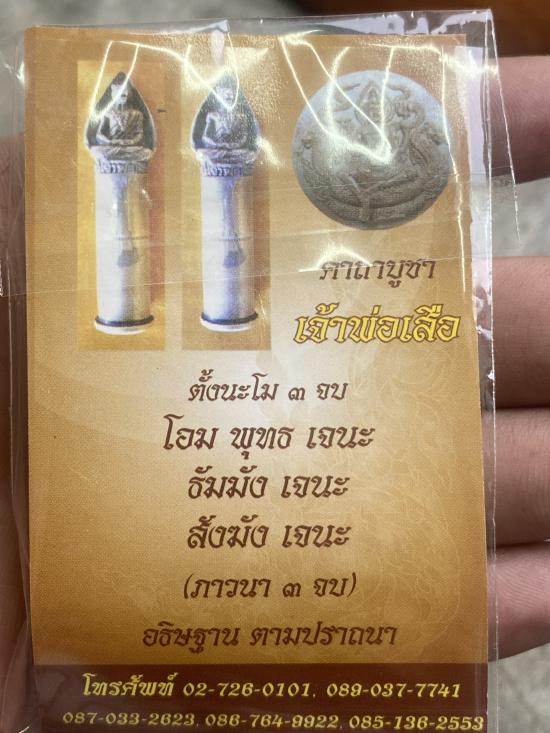 คาถาบูชา
เจ้าพ่อเสือ
ตั้งนะโม ๓ จบ
โอม พุทธ เจนะ
ธัมมัง เจนะ
สังฆัง เจนะ
(ภาวนา ๓ จบ)
อธิษฐาน ตามปราถนา
โทรศัพท์ 02-726-0101, 089-037-7741
087-033-2623, 086-764-9922, 085-136-2553